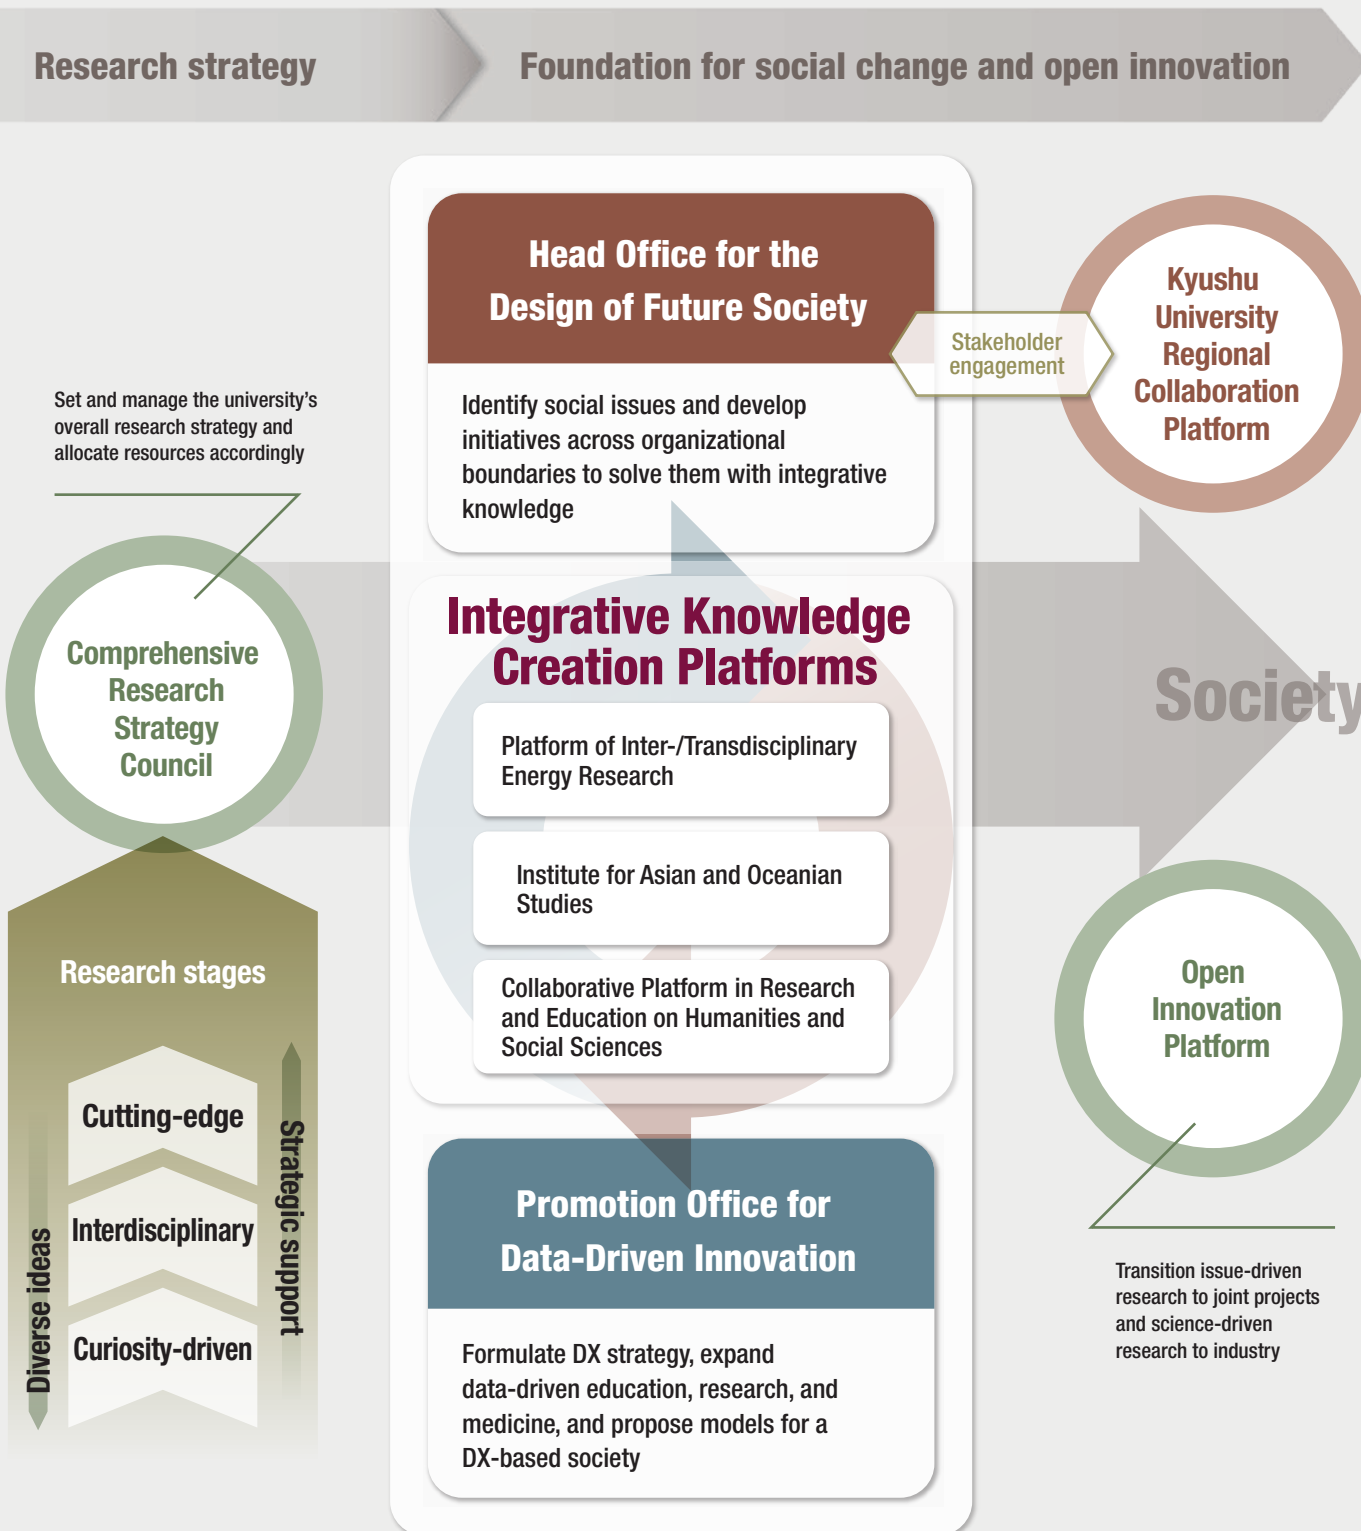 Research strategy
Foundation for social change and open innovation
Head Office for the
Design of Future Society
Identify social issues and develop
initiatives across organizational
boundaries to solve them with integrative
knowledge
Stakeholder
engagement
Kyushu
University
Regional
Collaboration
Platform
Set and manage the university's
overall research strategy and
allocate resources accordingly
Comprehensive
Research
Strategy
Council
Integrative Knowledge
Creation Platforms
Platform of Inter-/Transdisciplinary
Energy Research
Institute for Asian and Oceanian
Studies
Collaborative Platform in Research
and Education on Humanities and
Social Sciences
Society
Research stages
Cutting-edge
Interdisciplinary
Curiosity-driven
Diverse ideas
Strategic support
Promotion Office for
Data-Driven Innovation
Formulate DX strategy, expand
data-driven education, research, and
medicine, and propose models for a
DX-based society
Open
Innovation
Platform
Transition issue-driven
research to joint projects
and science-driven
research to industry